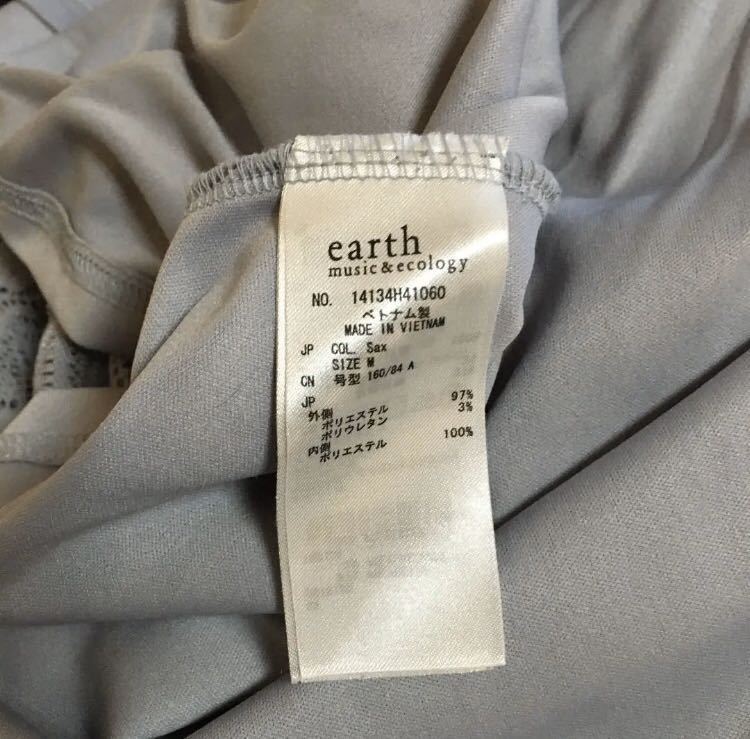 earth
music&ecology
NO. 14134H41060
ベトナム製
MADE IN VIETNAM
JP COL. Sax
SIZE M
CN 号型 160/84 A
JP
外側
ポリエステル 97%
ポリウレタン 3%
内側
ポリエステル 100%